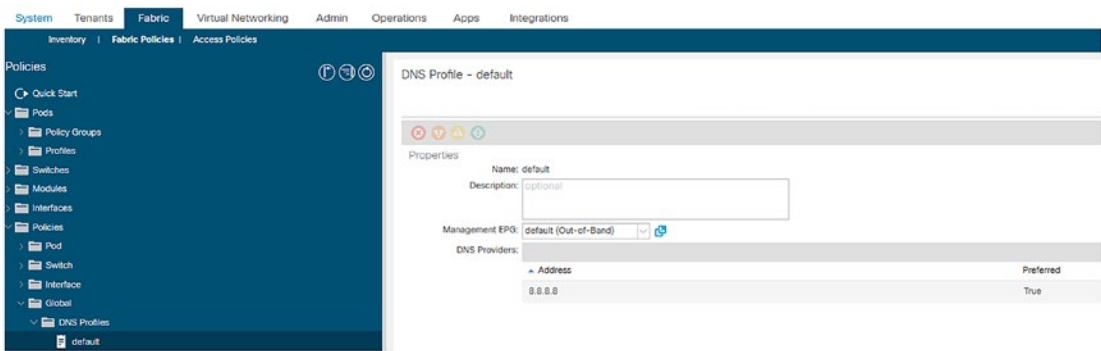 System Tenants Fabric Virtual Networking Admin Operations Apps Integrations
Inventory | Fabric Policies | Access Policies
Policies
Quick Start
Pods
Policy Groups
Profiles
Switches
Modules
Interfaces
Policies
Pod
Switch
Interface
Global
DNS Profiles
default
DNS Profile - default
Properties
Name: default
Description: optional
Management EPG: default (Out-of-Band)
DNS Providers:
Address Preferred
8.8.8.8 True